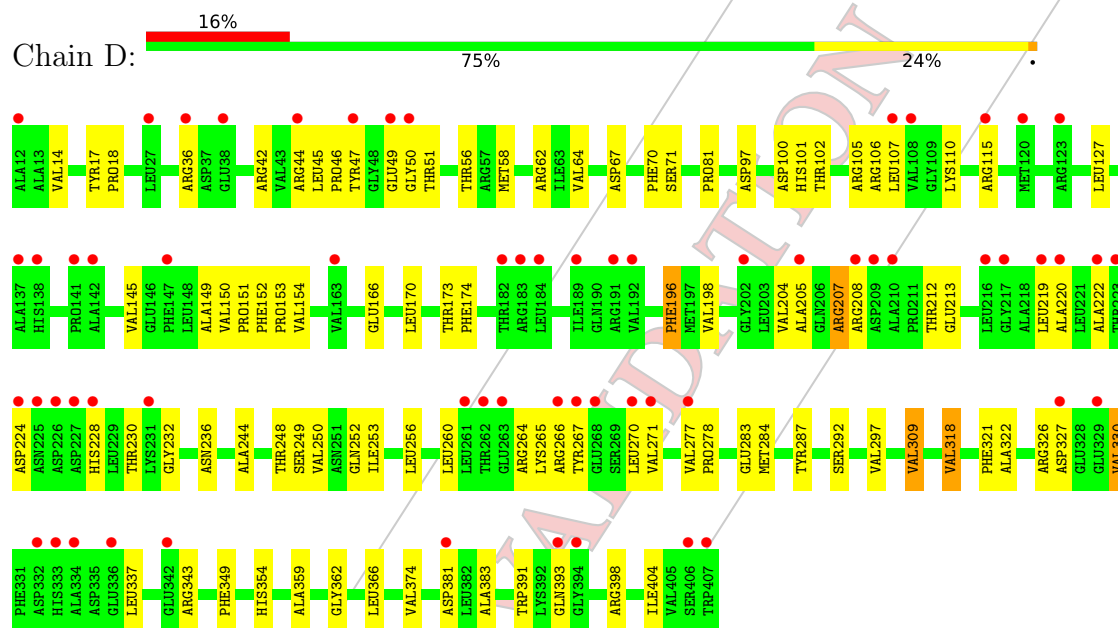 16%
Chain D:
75% 24% •
ALA12 ALA13 VAL14 TYR17 PRO18 LEU27 ARG36 ASP37 GLU38 ARG42 VAL43 ARG44 LEU45 PRO46 TYR47 GLY48 GLU49 GLY50 THR51 THR56 ARG57 MET58 ARG62 ILE63 VAL64 ASP67 PHE70 SER71 PRO81 ASP97 ASP100 HIS101 THR102 ARG105 ARG106 LEU107 VAL108 GLY109 LYS110 ARG115 MET120 ARG123 LEU127
ALA137 HIS138 PRO141 ALA142 VAL145 GLU146 PHE147 LEU148 ALA149 VAL150 PRO151 PHE152 PRO153 VAL154 VAL163 GLU166 LEU170 THR173 PHE174 THR182 ARG183 LEU184 ILE189 GLN190 ARG191 VAL192 PHE196 MET197 VAL198 GLY202 LEU203 VAL204 ALA205 GLN206 ARG207 ARG208 ASP209 ALA210 PRO211 THR212 GLU213 LEU216 GLY217 ALA218 LEU219 ALA220 LEU221 ALA222
ASP224 ASN225 ASP226 ASP227 HIS228 LEU229 THR230 LYS231 GLY232 ASN236 ALA244 THR248 SER249 VAL250 ASN251 GLN252 ILE253 LEU256 LEU260 LEU261 THR262 GLU263 ARG264 LYS265 ARG266 TYR267 GLU268 SER269 LEU270 VAL271 VAL277 PRO278 GLU283 MET284 TYR287 SER292 VAL297 VAL309 VAL318 PHE321 ALA322 ARG326 ASP327 GLU328 GLU329 VAL330
PHE331 ASP332 HIS333 ALA334 ASP335 GLU336 LEU337 GLU342 ARG343 PHE349 HIS354 ALA359 GLY362 LEU366 VAL374 ASP381 LEU382 ALA383 TRP391 LYS392 GLN393 GLY394 ARG398 ILE404 VAL405 SER406 TRP407